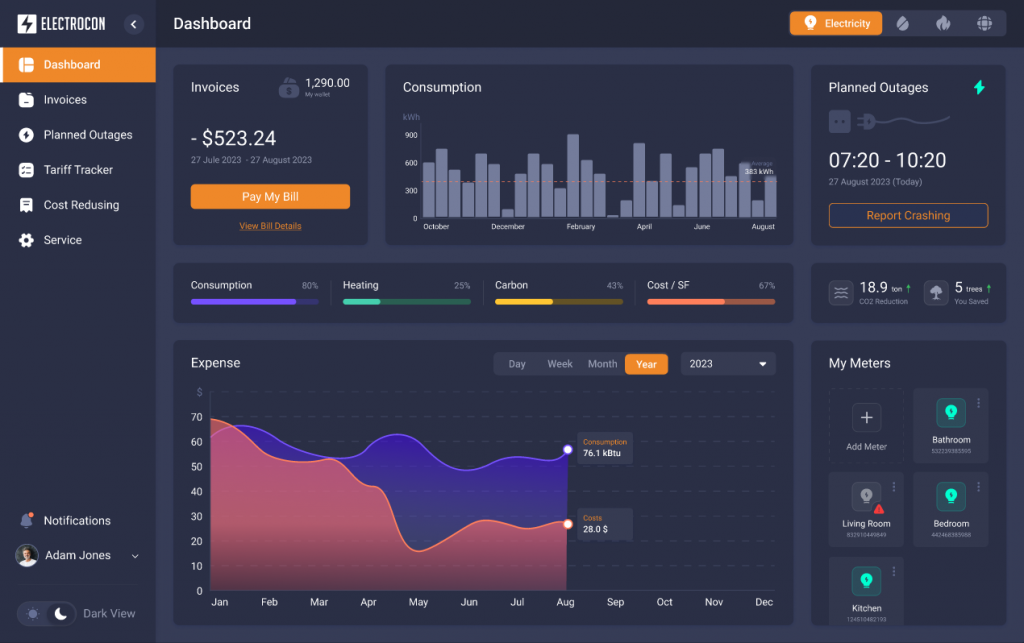 ELECTROCON
Dashboard
Electricity
Dashboard
Invoices
Planned Outages
Tariff Tracker
Cost Redusing
Service
Notifications
Adam Jones
Dark View
Invoices
1,290.00
My wallet
- $523.24
27 Jule 2023 - 27 August 2023
Pay My Bill
View Bill Details
Consumption
kWh
900
600
300
0
Average
383 kWh
October December February April June August
Planned Outages
07:20 - 10:20
27 August 2023 (Today)
Report Crashing
Consumption 80%
Heating 25%
Carbon 43%
Cost / SF 67%
18.9 ton ↑
CO2 Reduction
5 trees ↑
You Saved
Expense
Day Week Month Year
2023
$
70
60
50
40
30
20
10
0
Consumption
76.1 kBtu
Costs
28.0 $
Jan Feb Mar Apr May Jun Jul Aug Sep Oct Nov Dec
My Meters
Add Meter
Bathroom
Living Room
Bedroom
Kitchen